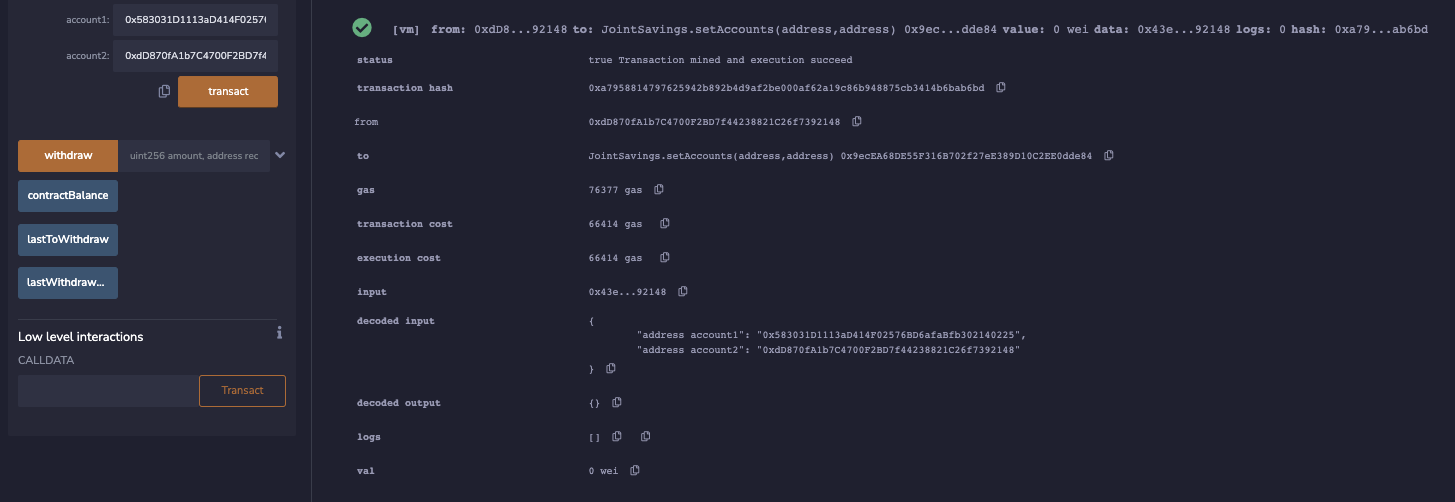 account1: 0x583031D1113aD414F02576
account2: 0xdD870fA1b7C4700F2BD7f4
transact
withdraw uint256 amount, address rec
contractBalance
lastToWithdraw
lastWithdraw...
Low level interactions
CALLDATA
Transact
[vm] from: 0xdD8...92148 to: JointSavings.setAccounts(address,address) 0x9ec...dde84 value: 0 wei data: 0x43e...92148 logs: 0 hash: 0xa79...ab6bd
status true Transaction mined and execution succeed
transaction hash 0xa7958814797625942b892b4d9af2be000af62a19c86b948875cb3414b6bab6bd
from 0xdD870fA1b7C4700F2BD7f44238821C26f7392148
to JointSavings.setAccounts(address,address) 0x9ecEA68DE55F316B702f27eE389D10C2EE0dde84
gas 76377 gas
transaction cost 66414 gas
execution cost 66414 gas
input 0x43e...92148
decoded input {
"address account1": "0x583031D1113aD414F02576BD6afaBfb302140225",
"address account2": "0xdD870fA1b7C4700F2BD7f44238821C26f7392148"
}
decoded output {}
logs []
val 0 wei